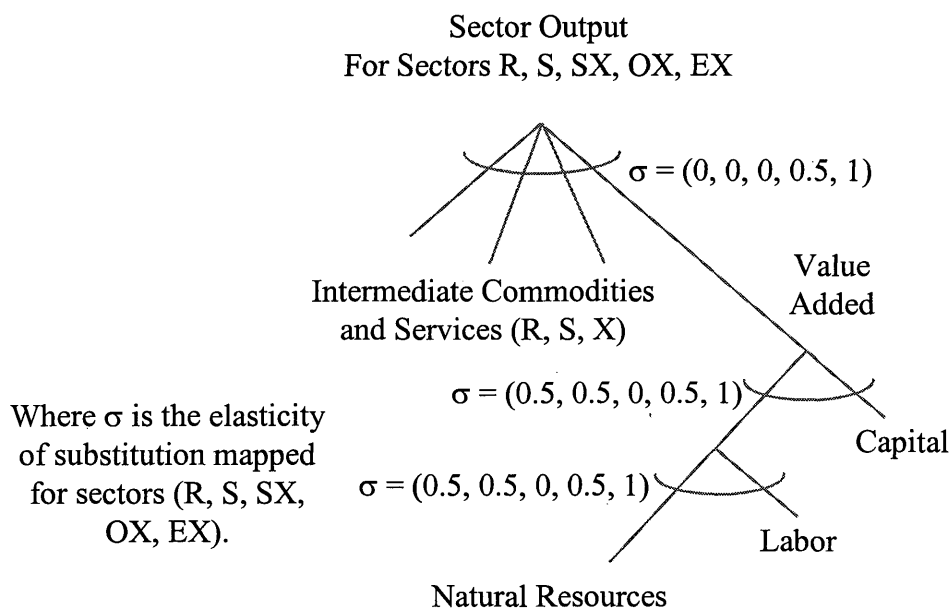 Sector Output
For Sectors R, S, SX, OX, EX
σ = (0, 0, 0, 0.5, 1)
Value
Added
Intermediate Commodities
and Services (R, S, X)
σ = (0.5, 0.5, 0, 0.5, 1)
Capital
Where σ is the elasticity
of substitution mapped
for sectors (R, S, SX,
OX, EX).
σ = (0.5, 0.5, 0, 0.5, 1)
Labor
Natural Resources